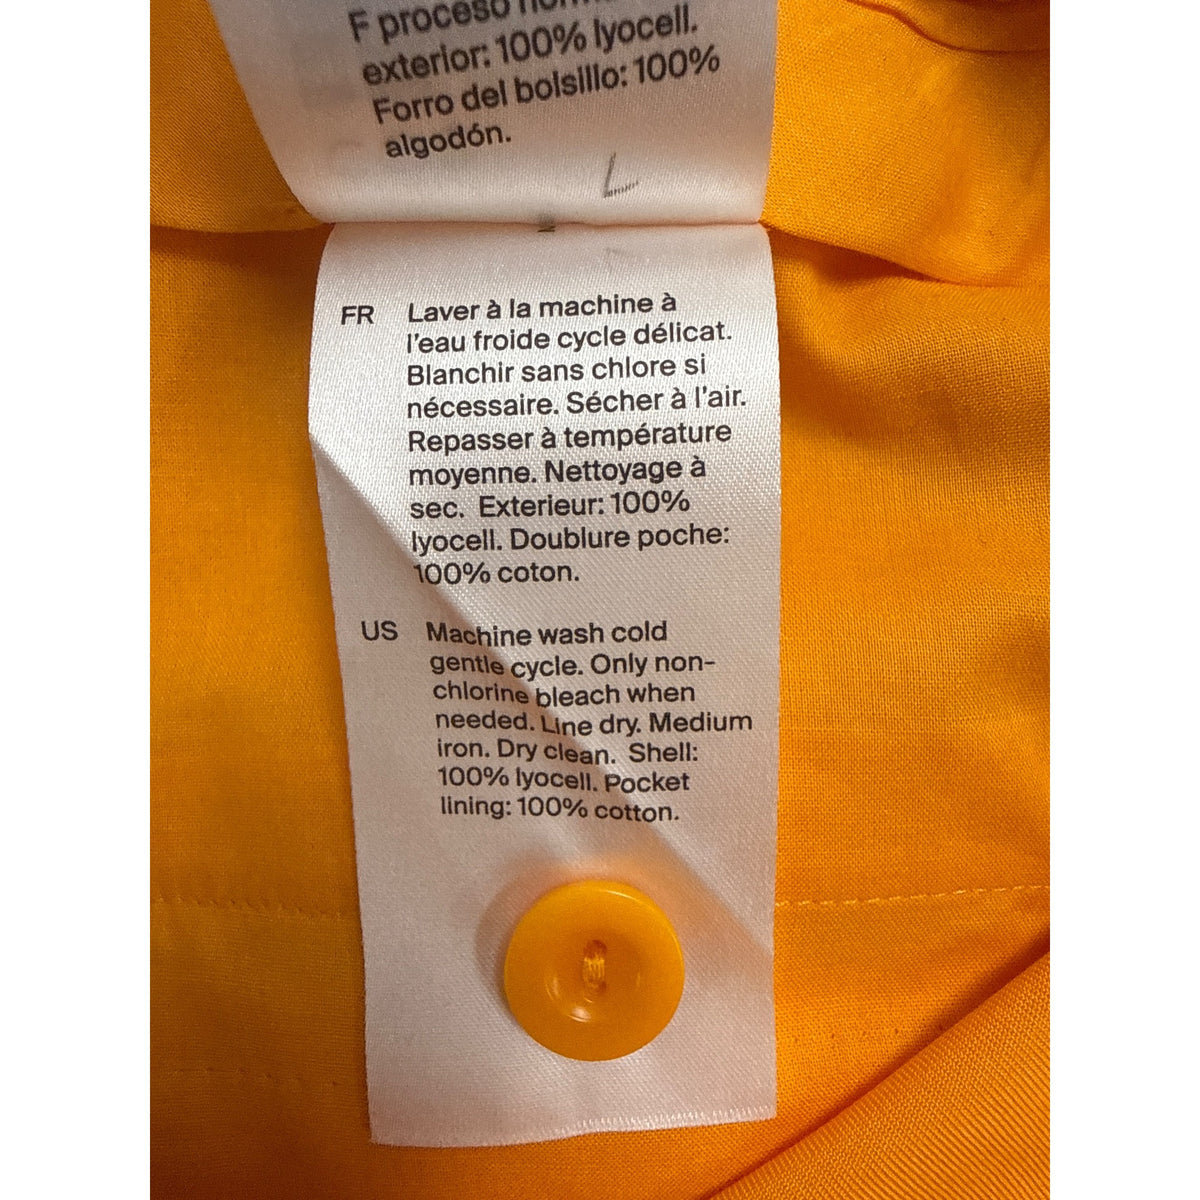 F proceso
exterior: 100% lyocell.
Forro del bolsillo: 100%
algodón.
FR Laver à la machine à
l'eau froide cycle délicat.
Blanchir sans chlore si
nécessaire. Sécher à l'air.
Repasser à température
moyenne. Nettoyage à
sec. Exterieur: 100%
lyocell. Doublure poche:
100% coton.
US Machine wash cold
gentle cycle. Only non-
chlorine bleach when
needed. Line dry. Medium
iron. Dry clean. Shell:
100% lyocell. Pocket
lining: 100% cotton.